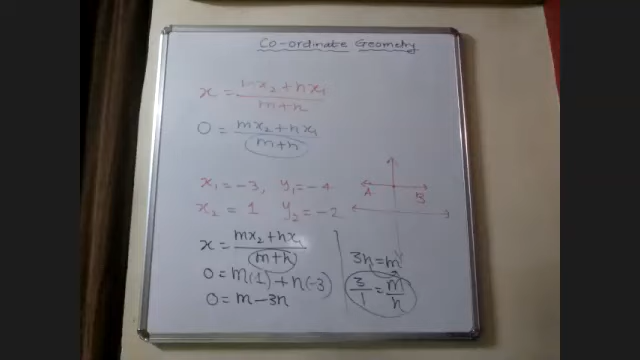 Co-ordinate Geometry
x = mx₂ + nx₁ / m+n
0 = mx₂ + nx₁ / m+n
x₁ = -3, y₁ = -4
x₂ = 1 y₂ = -2
x = mx₂ + nx₁ / m+n
0 = m(1) + n(-3)
0 = m - 3n
A B
3n = m
3/1 = m/n